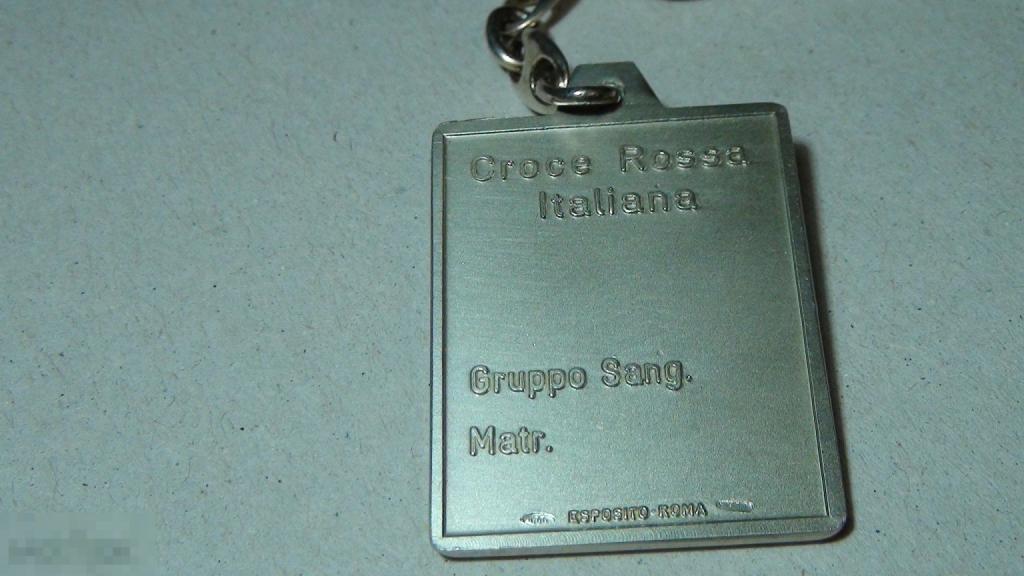 Croce Rossa
Italiana
Gruppo Sang.
Matr.
ESPOSITO-ROMA